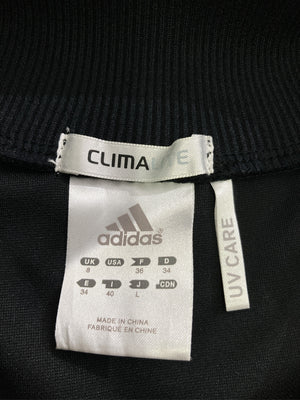 CLIMA
adidas
UK USA F D
8 36 34
E I J CDN
34 40 L
MADE IN CHINA
FABRIQUÉ EN CHINE
UV CARE